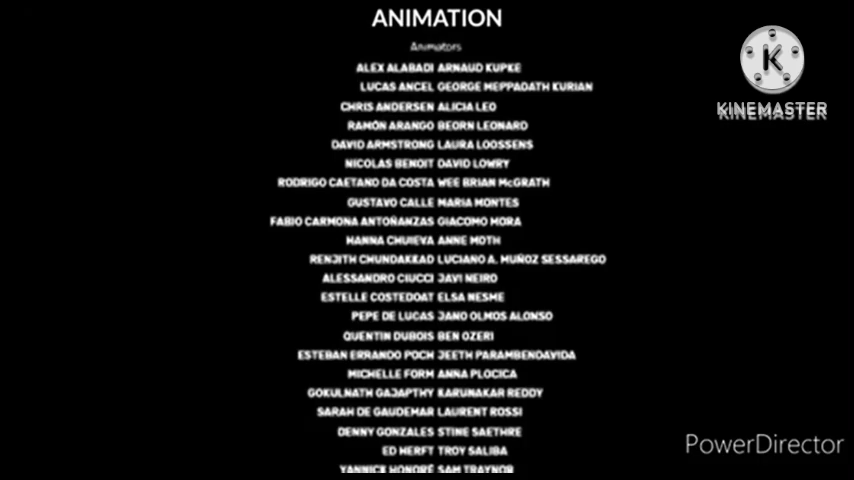 ANIMATION
Animators
ALEX ALABADI ARNAUD KUPKE
LUCAS ANCEL GEORGE MEPPADATH KURIAN
CHRIS ANDERSEN ALICIA LEO
RAMÓN ARANGO BEORN LEONARD
DAVID ARMSTRONG LAURA LOOSSENS
NICOLAS BENOIT DAVID LOWRY
RODRIGO CAETANO DA COSTA WEE BRIAN McGRATH
GUSTAVO CALLE MARIA MONTES
FABIO CARMONA ANTOÑANZAS GIACOMO MORA
HANNA CHUIEVA ANNE MOTH
RENJITH CHUNDAKKAD LUCIANO A. MUÑOZ SESSAREGO
ALESSANDRO CIUCCI JAVI NEIRO
ESTELLE COSTEDOAT ELSA NESME
PEPE DE LUCAS JANO OLMOS ALONSO
QUENTIN DUBOIS BEN OZERI
ESTEBAN ERRANDO POCH JEETH PARAMBENDAVIDA
MICHELLE FORM ANNA PLOCICA
GOKULNATH GAJAPTHY KARUNAKAR REDDY
SARAH DE GAUDEMAR LAURENT ROSSI
DENNY GONZALES STINE SAETHRE
ED HERFT TROY SALIBA
YANNICK HONORÉ SAM TRAYNOR
K
KINEMASTER
PowerDirector